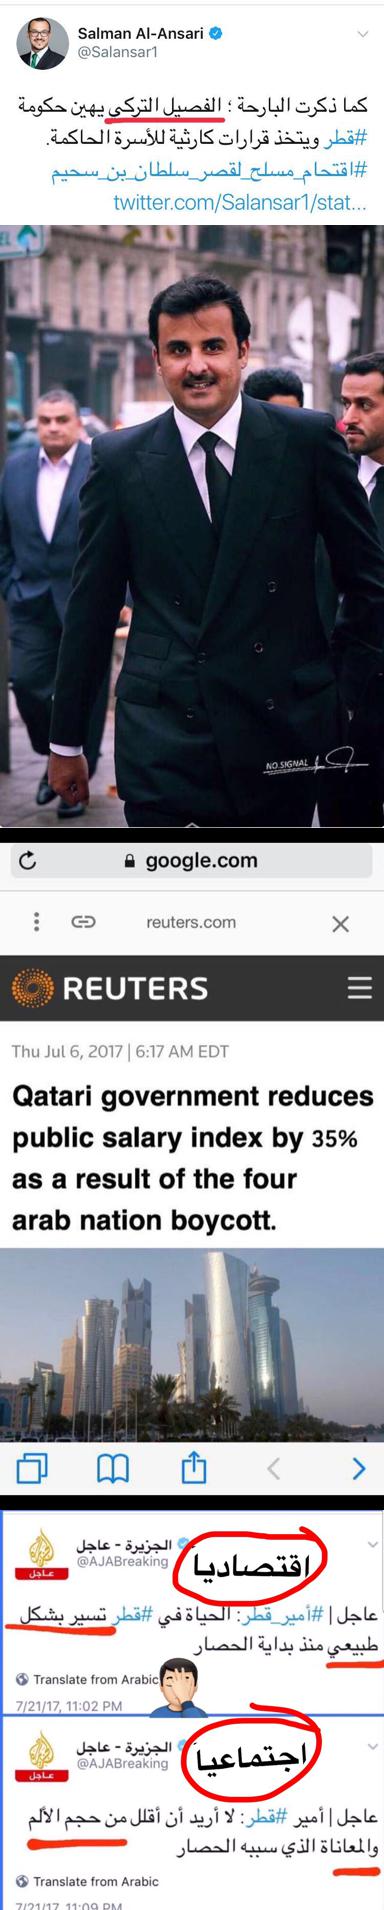 Salman Al-Ansari
@Salansar1
كما ذكرت البارحة ؛ الفصيل التركي يهين حكومة
#قطر ويتخذ قرارات كارثية للأسرة الحاكمة.
#اقتحام_مسلح_لقصر_سلطان_بن_سحيم
twitter.com/Salansar1/stat...
EL
NO.SIGNAL
google.com
reuters.com
REUTERS
Thu Jul 6, 2017 | 6:17 AM EDT
Qatari government reduces
public salary index by 35%
as a result of the four
arab nation boycott.
الجزيرة - عاجل
@AJABreaking
عاجل
اقتصاديا
عاجل | #أمير_قطر: الحياة في #قطر تسير بشكل
طبيعي منذ بداية الحصار
Translate from Arabic
7/21/17, 11:02 PM
الجزيرة - عاجل
@AJABreaking
عاجل
اجتماعياً
عاجل | أمير #قطر: لا أريد أن أقلل من حجم الألم
والمعاناة الذي سببه الحصار
Translate from Arabic
7/21/17, 11:09 PM